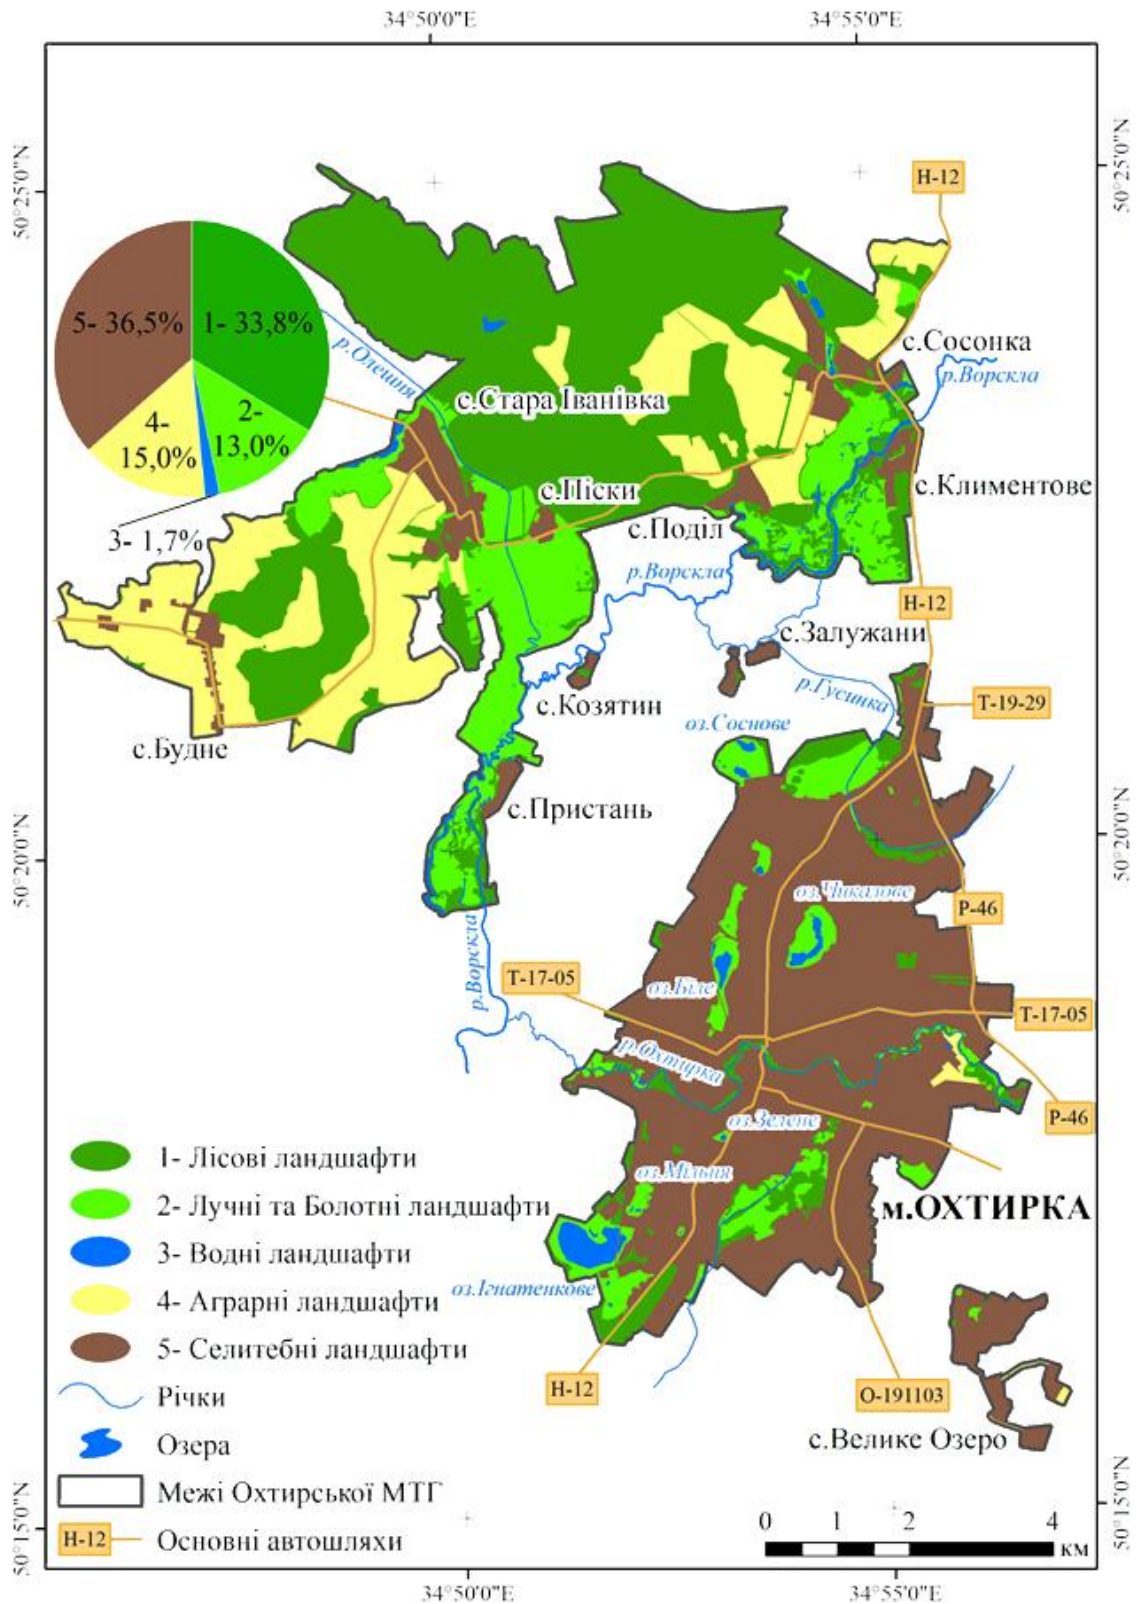 34°50'0"E
34°55'0"E
50°25'0"N
50°25'0"N
Н-12
5- 36,5%
1- 33,8%
4-
15,0%
2-
13,0%
3- 1,7%
р.Олешня
с.Сосонка
р.Ворскла
с.Стара Іванівка
с.Піски
с.Климентове
с.Поділ
р.Ворскла
Н-12
с.Залужани
р.Гусинка
Т-19-29
с.Козятин
оз.Соснове
с.Будне
с.Пристань
50°20'0"N
50°20'0"N
оз.Чикалове
Р-46
р.Ворскла
Т-17-05
оз.Біле
Т-17-05
р.Охтирка
Р-46
оз.Зелене
оз.Мільня
м.ОХТИРКА
оз.Ігнатенкове
Н-12
О-191103
с.Велике Озеро
1- Лісові ландшафти
2- Лучні та Болотні ландшафти
3- Водні ландшафти
4- Аграрні ландшафти
5- Селитебні ландшафти
Річки
Озера
Межі Охтирської МТГ
Н-12
Основні автошляхи
0 1 2 4
км
50°15'0"N
50°15'0"N
34°50'0"E
34°55'0"E